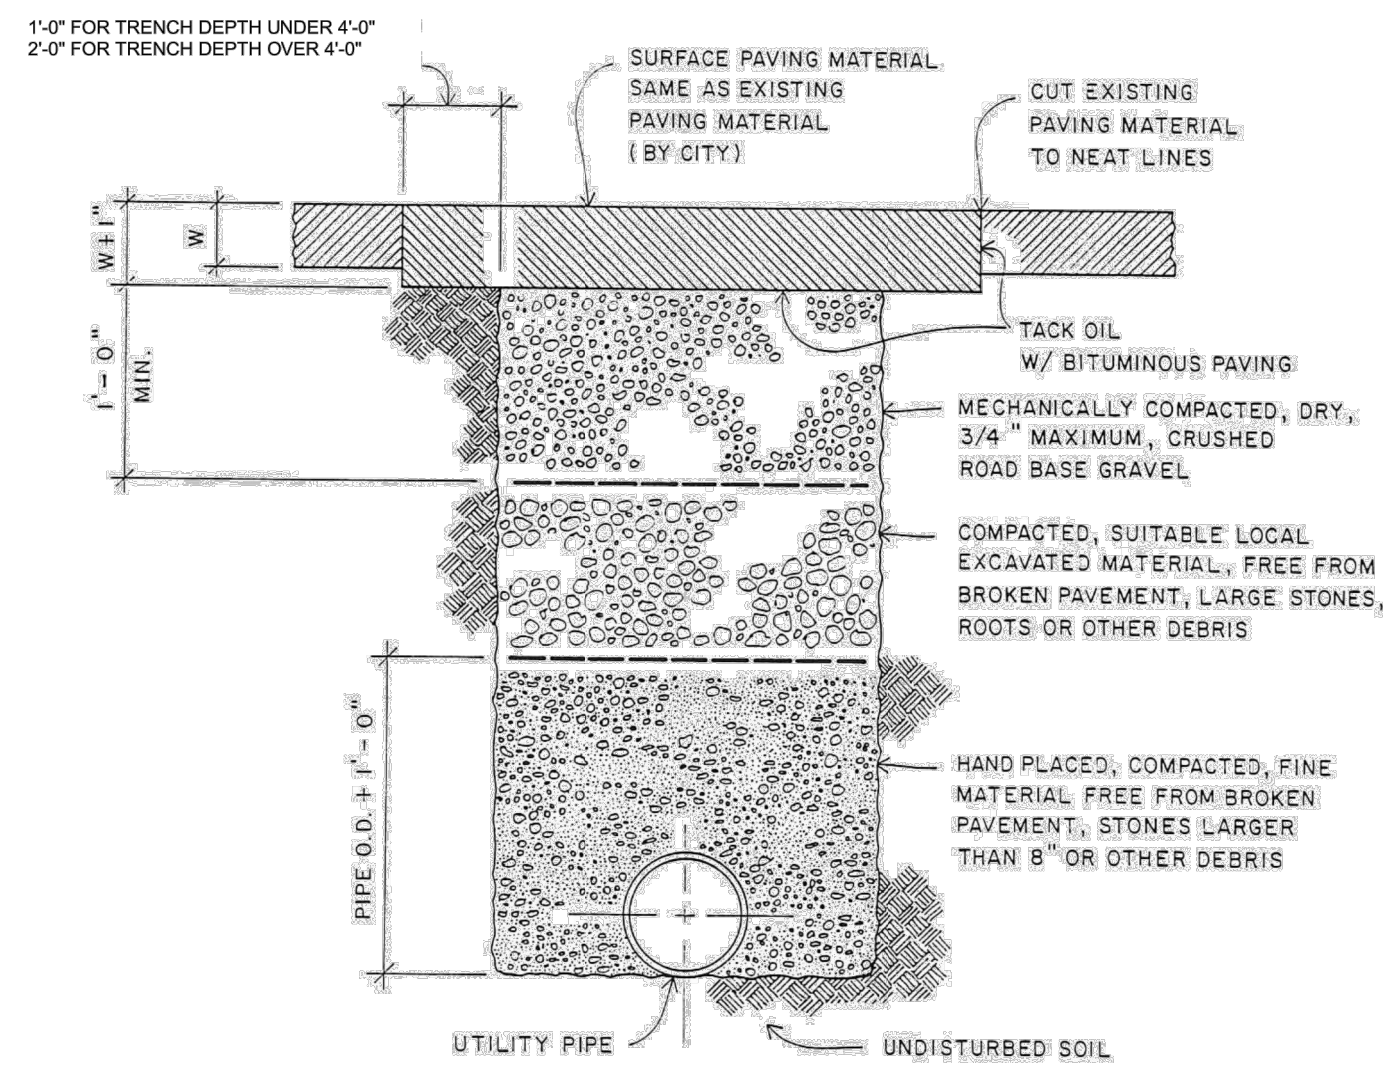 1'-0" FOR TRENCH DEPTH UNDER 4'-0"
2'-0" FOR TRENCH DEPTH OVER 4'-0"
SURFACE PAVING MATERIAL
SAME AS EXISTING
PAVING MATERIAL
(BY CITY)
CUT EXISTING
PAVING MATERIAL
TO NEAT LINES
W+1"
W
1'-0"
MIN.
TACK OIL
W/ BITUMINOUS PAVING
MECHANICALLY COMPACTED, DRY,
3/4" MAXIMUM, CRUSHED
ROAD BASE GRAVEL
COMPACTED, SUITABLE LOCAL
EXCAVATED MATERIAL, FREE FROM
BROKEN PAVEMENT, LARGE STONES,
ROOTS OR OTHER DEBRIS
PIPE O.D. + 1'-0"
HAND PLACED, COMPACTED, FINE
MATERIAL FREE FROM BROKEN
PAVEMENT, STONES LARGER
THAN 8" OR OTHER DEBRIS
UTILITY PIPE
UNDISTURBED SOIL